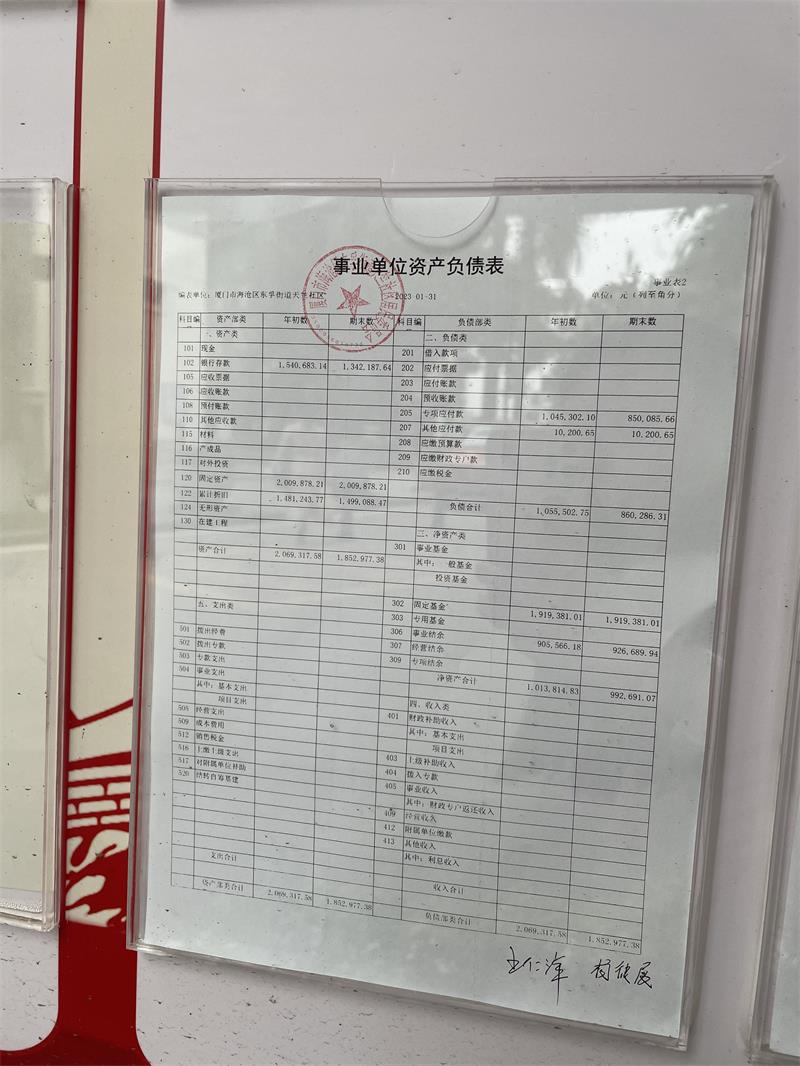 事业单位资产负债表
事业表2
编表单位：厦门市海沧区东孚街道天竺社区 2023-01-31 单位：元（列至角分）
科目编 资产部类 年初数 期末数 科目编 负债部类 年初数 期末数
一、资产类 二、负债类
101 现金 201 借入款项
102 银行存款 1,540,683.14 1,342,187.64 202 应付票据
105 应收票据 203 应付账款
106 应收账款 204 预收账款
108 预付账款 205 专项应付款 1,045,302.10 850,085.66
110 其他应收款 207 其他应付款 10,200.65 10,200.65
115 材料 208 应缴预算款
116 产成品 209 应缴财政专户款
117 对外投资 210 应缴税金
120 固定资产 2,009,878.21 2,009,878.21
122 累计折旧 1,481,243.77 1,499,088.47 负债合计 1,055,502.75 860,286.31
124 无形资产
130 在建工程 三、净资产类
301 事业基金
资产合计 2,069,317.58 1,852,977.38 其中：一般基金
投资基金
五、支出类 302 固定基金
303 专用基金 1,919,381.01 1,919,381.01
501 拨出经费 306 事业结余
502 拨出专款 307 经营结余 905,566.18 926,689.94
503 专款支出 309 专项结余
504 事业支出 净资产合计 1,013,814.83 992,691.07
其中：基本支出
项目支出 四、收入类
505 经营支出 401 财政补助收入
509 成本费用 其中：基本支出
512 销售税金 项目支出
516 上缴上级支出 403 上级补助收入
517 对附属单位补助 404 拨入专款
520 结转自筹基建 405 事业收入
其中：财政专户返还收入
409 经营收入
412 附属单位缴款
413 其他收入
其中：利息收入
支出合计 收入合计
资产部类合计 2,069,317.58 1,852,977.38 负债部类合计 2,069,317.58 1,852,977.38